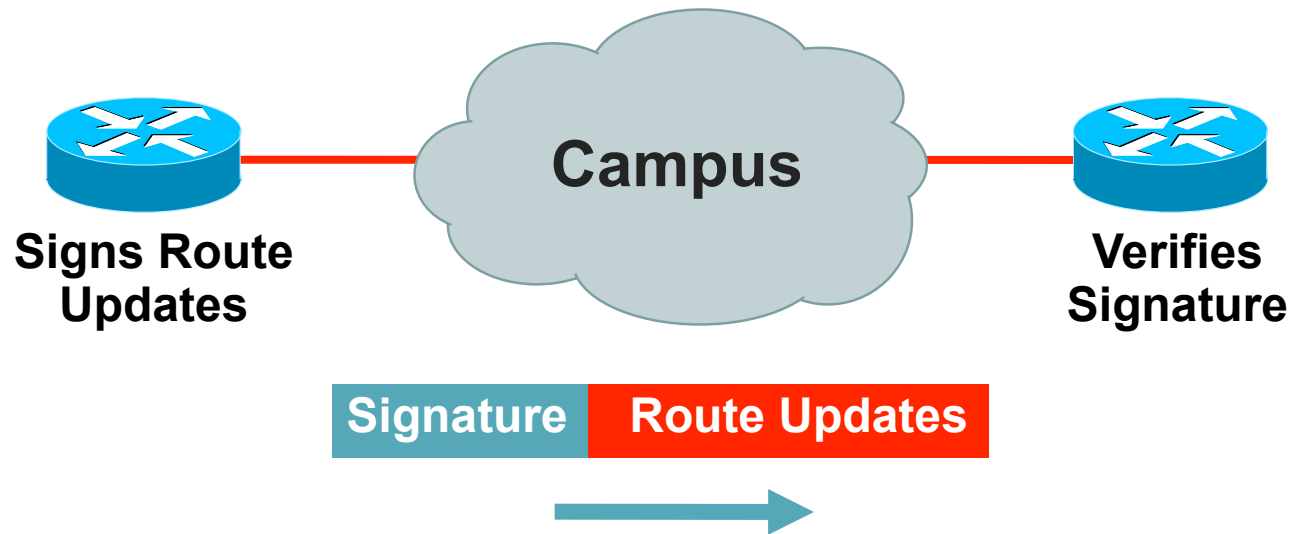 Campus
Signs Route
Updates
Verifies
Signature
Signature Route Updates